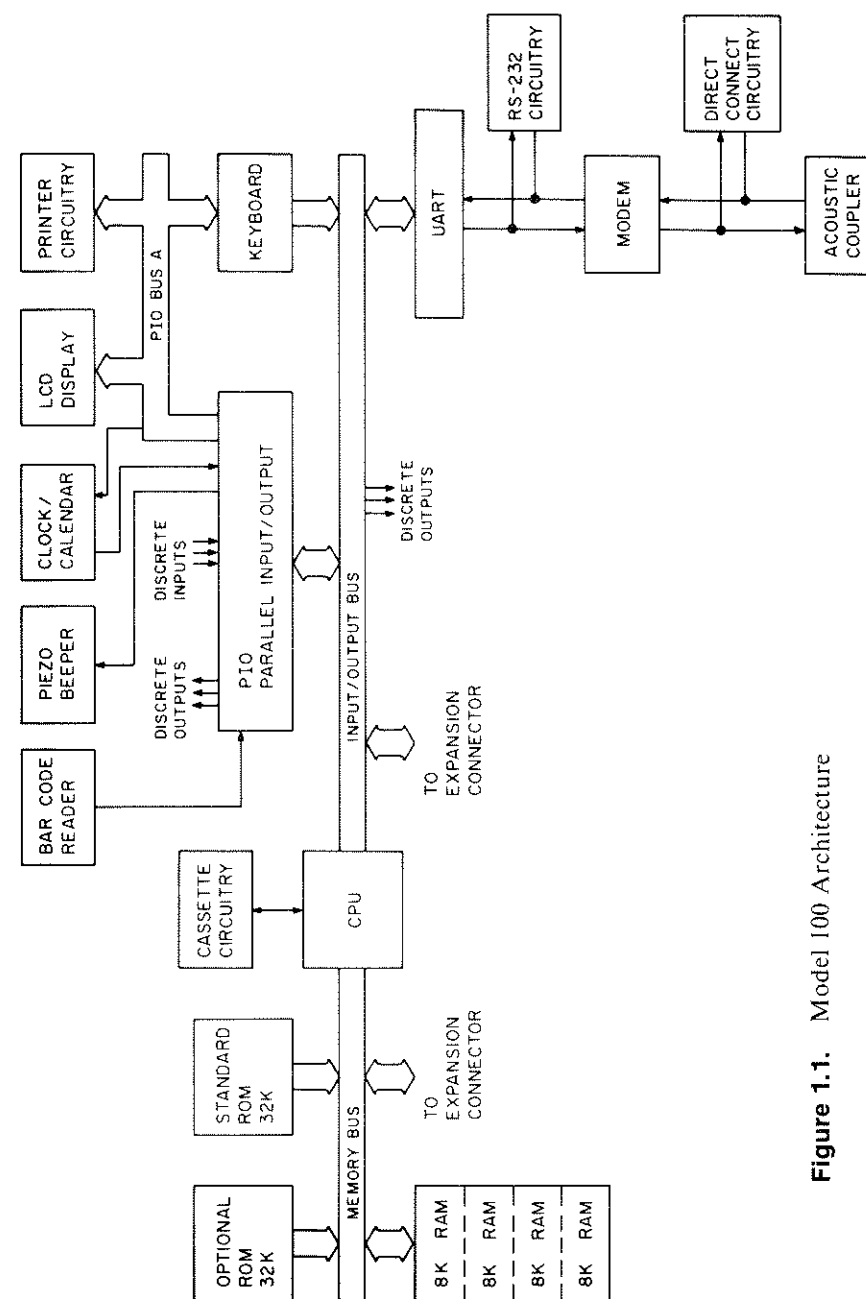 OPTIONAL
ROM
32K
STANDARD
ROM
32K
CASSETTE
CIRCUITRY
BAR CODE
READER
PIEZO
BEEPER
CLOCK/
CALENDAR
LCD
DISPLAY
PRINTER
CIRCUITRY
PIO BUS A
DISCRETE
OUTPUTS
DISCRETE
INPUTS
PIO
PARALLEL INPUT/OUTPUT
KEYBOARD
MEMORY BUS
CPU
INPUT/OUTPUT BUS
8K RAM
8K RAM
8K RAM
8K RAM
TO
EXPANSION
CONNECTOR
TO
EXPANSION
CONNECTOR
DISCRETE
OUTPUTS
UART
RS-232
CIRCUITRY
MODEM
DIRECT
CONNECT
CIRCUITRY
ACOUSTIC
COUPLER
Figure 1.1. Model 100 Architecture